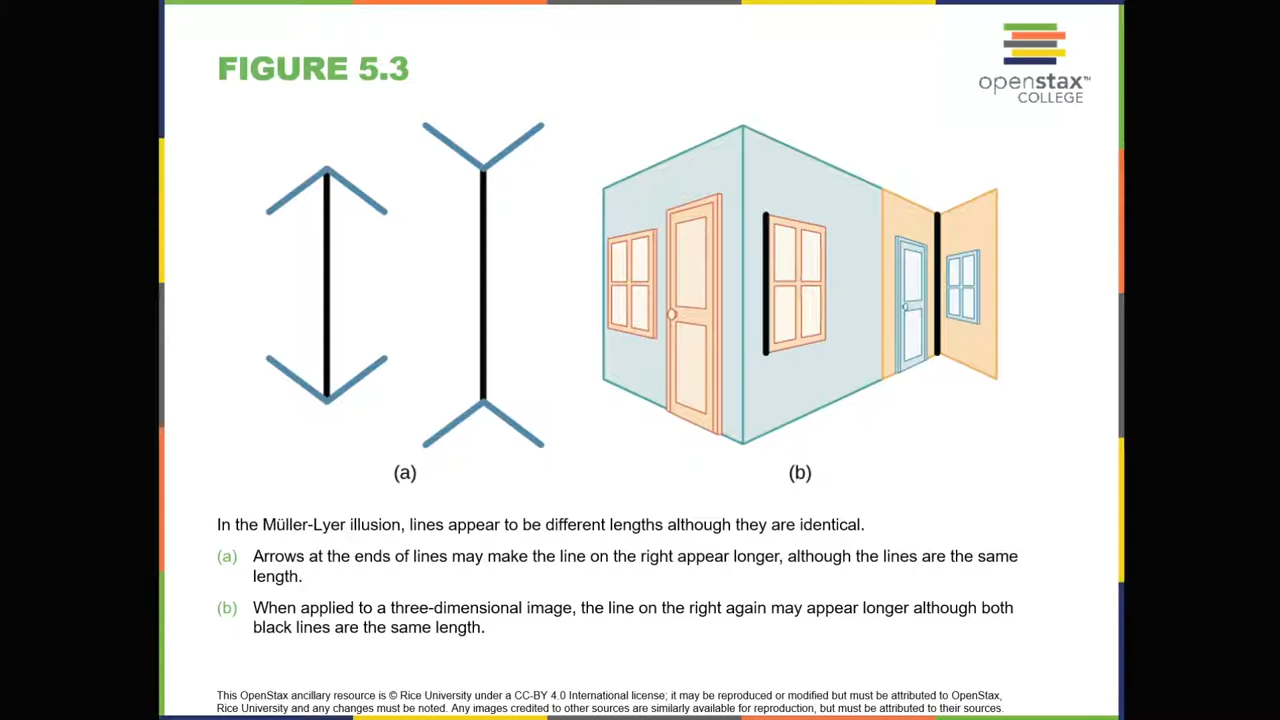 FIGURE 5.3
openstax™
COLLEGE
(a)
(b)
In the Müller-Lyer illusion, lines appear to be different lengths although they are identical.
(a) Arrows at the ends of lines may make the line on the right appear longer, although the lines are the same
length.
(b) When applied to a three-dimensional image, the line on the right again may appear longer although both
black lines are the same length.
This OpenStax ancillary resource is © Rice University under a CC-BY 4.0 International license; it may be reproduced or modified but must be attributed to OpenStax,
Rice University and any changes must be noted. Any images credited to other sources are similarly available for reproduction, but must be attributed to their sources.